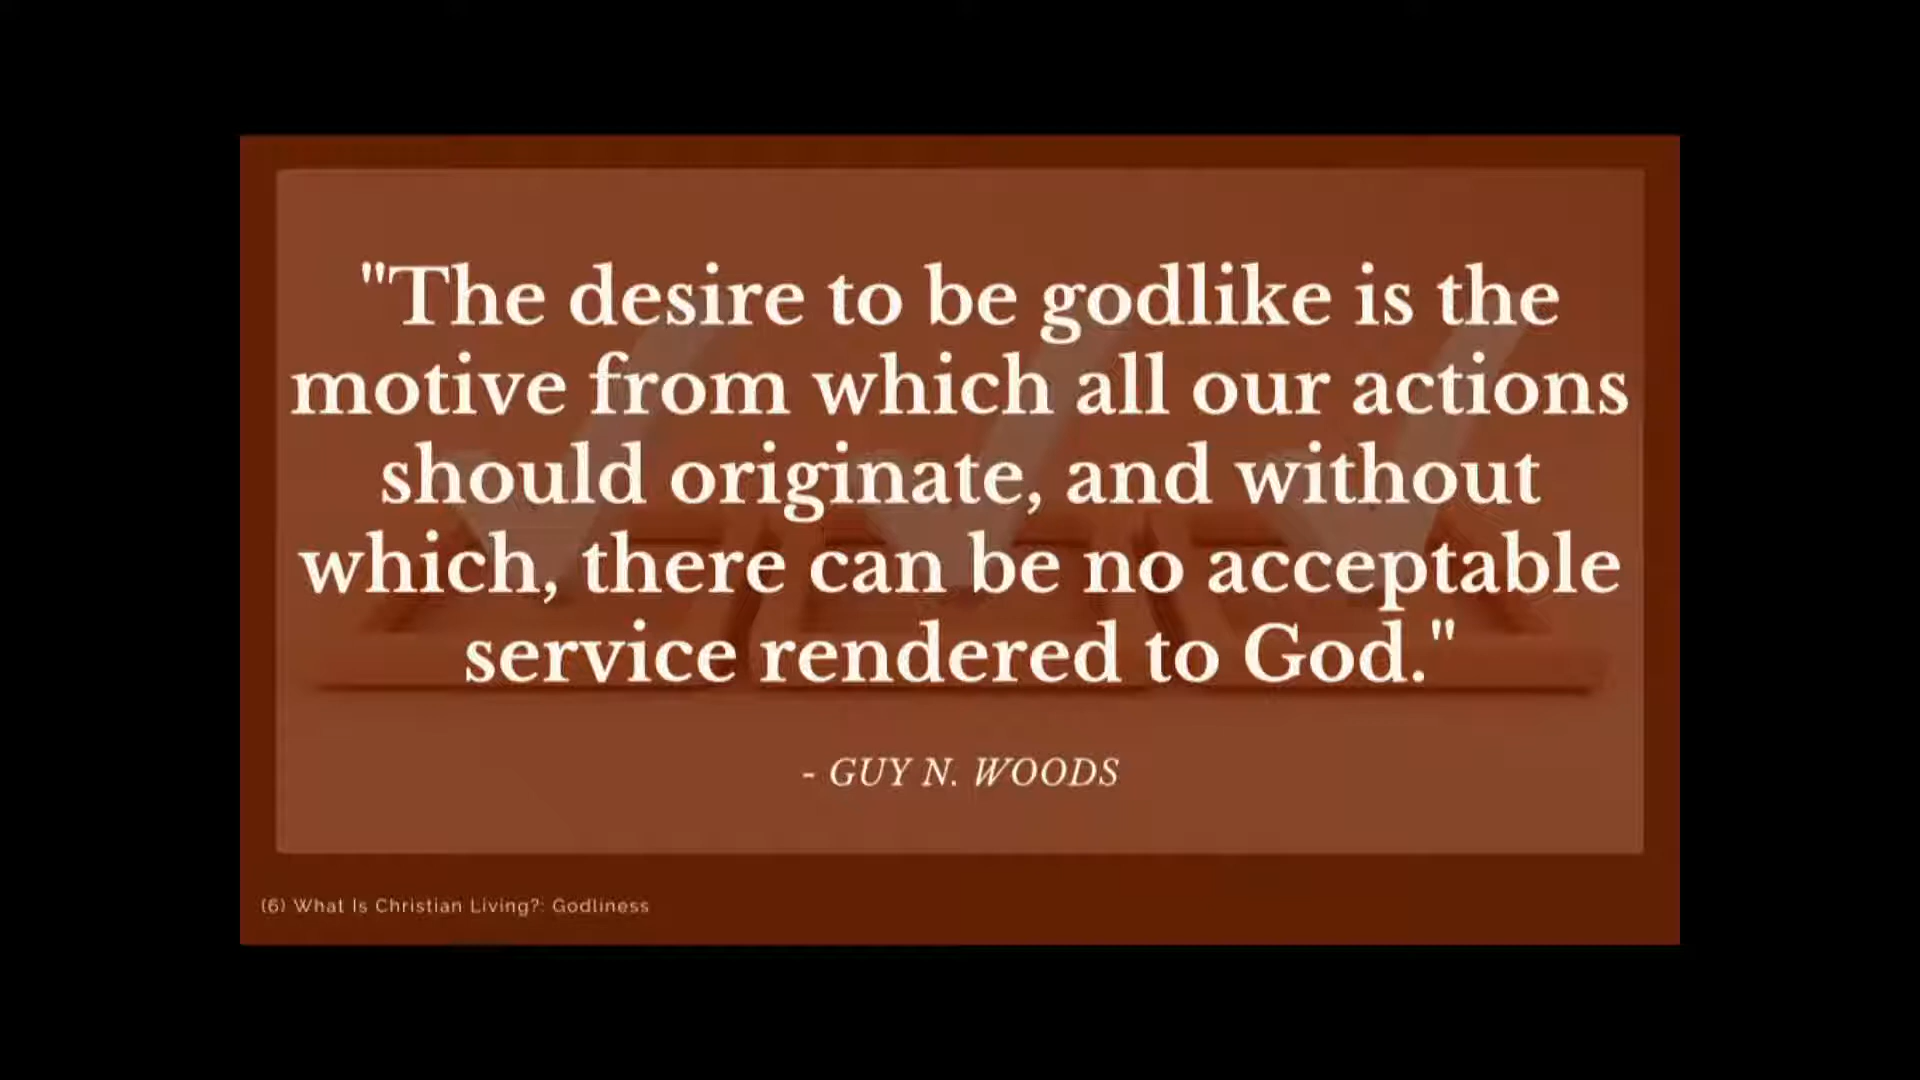 "The desire to be godlike is the
motive from which all our actions
should originate, and without
which, there can be no acceptable
service rendered to God."
- GUY N. WOODS
(6) What Is Christian Living?: Godliness